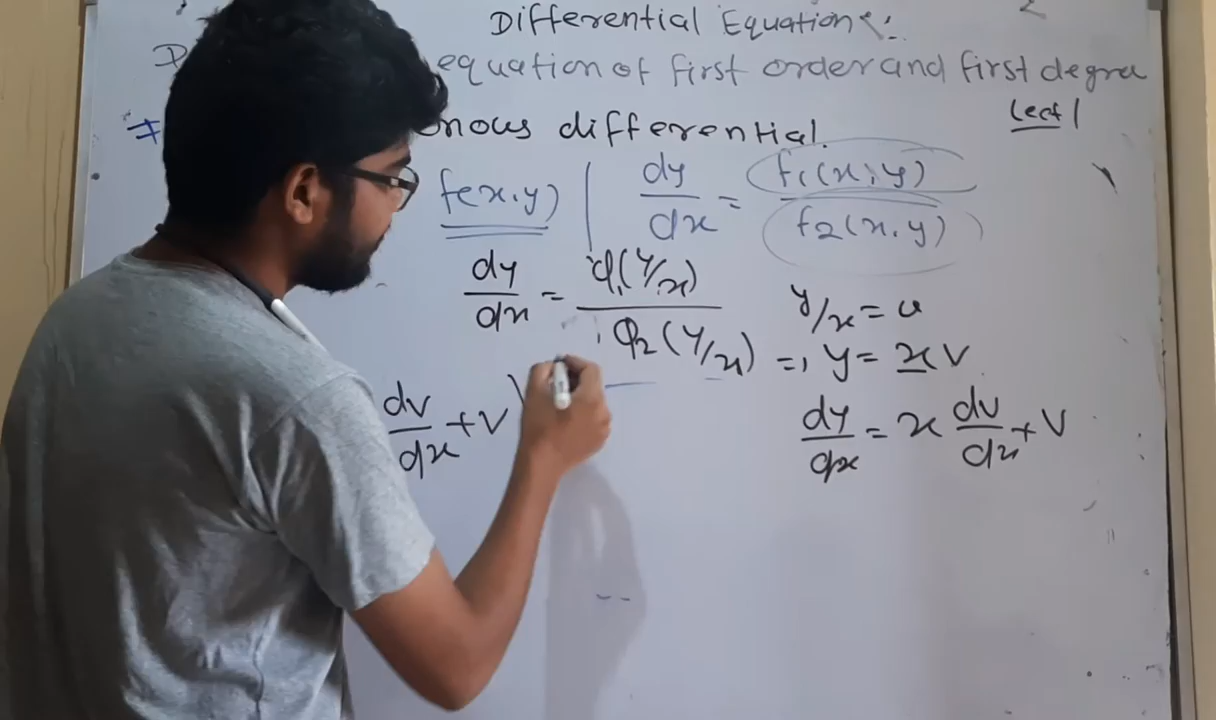 Differential Equation :
equation of first order and first degree
Lect 1
nous differential.
f(x,y) | dy/dx = f1(x,y) / f2(x,y)
dy/dx = φ1(y/x) / φ2(y/x)
y/x = v
=) y = xv
dv/dx + v
dy/dx = x dv/dx + v